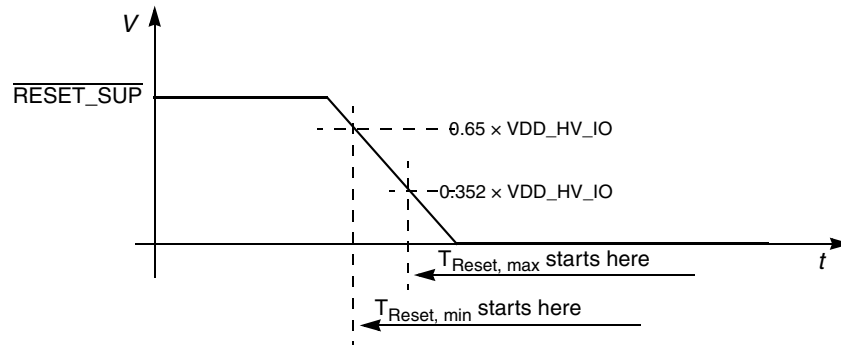 V
RESET_SUP
0.65 × VDD_HV_IO
0.352 × VDD_HV_IO
TReset, max starts here
t
TReset, min starts here